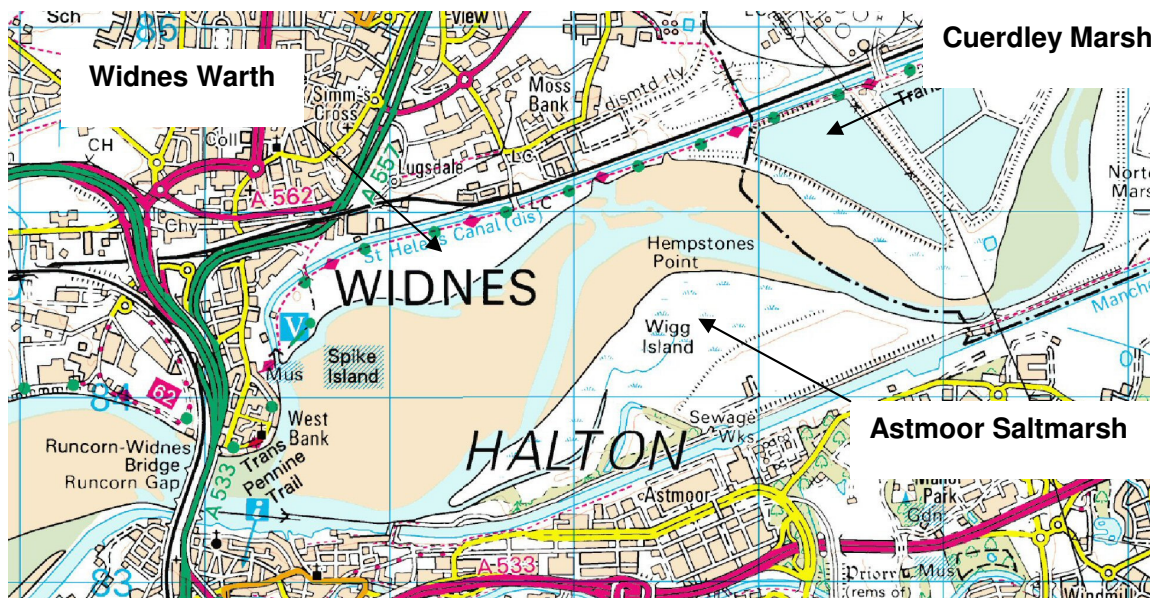 Sch
85
View
Cuerdley Marsh
Widnes Warth
Simm's
Cross
Moss
Bank
dismtd rly
Trans
Coll
CH
A 557
Lugsdale
LC
LC
A 562
Chy
St Helens Canal (dis)
Hempstones
Point
WIDNES
Manche
V
Wigg
Island
Spike
Island
Mus
62
84
West
Bank
Sewage
Wks
Astmoor Saltmarsh
HALTON
Runcorn-Widnes
Bridge
Runcorn Gap
Trans
Pennine
Trail
A 533
i
Astmoor
Park
Gdn
A 533
83
Priory
(rems of
Mus
Windmill